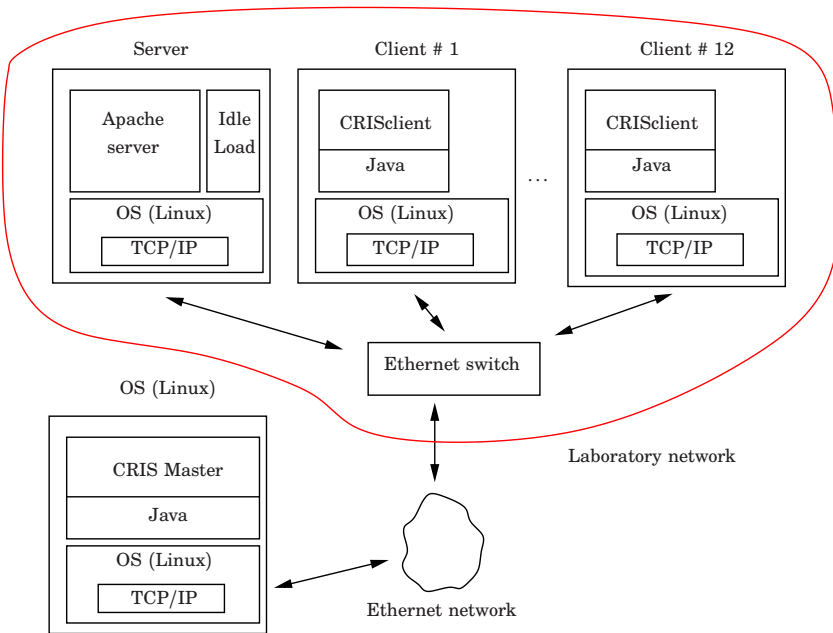 Server
Client # 1
Client # 12
Apache
server
Idle
Load
OS (Linux)
TCP/IP
CRISclient
Java
OS (Linux)
TCP/IP
...
CRISclient
Java
OS (Linux)
TCP/IP
Ethernet switch
OS (Linux)
CRIS Master
Java
OS (Linux)
TCP/IP
Laboratory network
Ethernet network